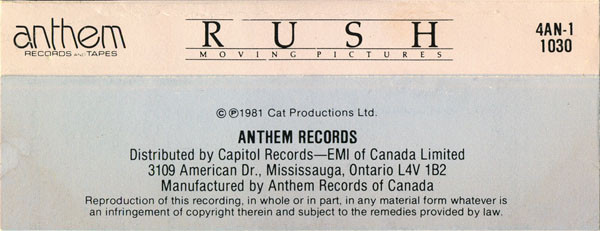 anthem
RECORDS AND TAPES
RUSH
MOVING PICTURES
4AN-1
1030
© ℗ 1981 Cat Productions Ltd.
ANTHEM RECORDS
Distributed by Capitol Records—EMI of Canada Limited
3109 American Dr., Mississauga, Ontario L4V 1B2
Manufactured by Anthem Records of Canada
Reproduction of this recording, in whole or in part, in any material form whatever is
an infringement of copyright therein and subject to the remedies provided by law.